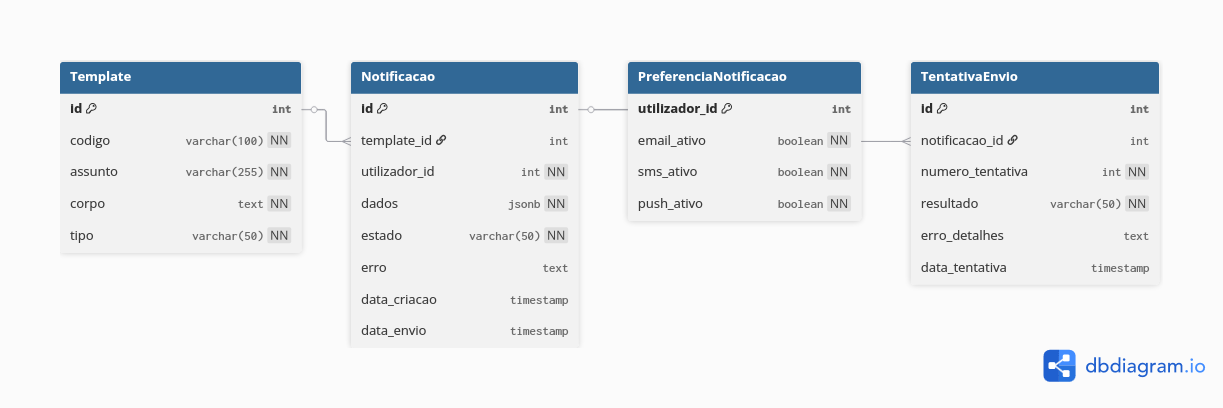 Template
id int
codigo varchar(100) NN
assunto varchar(255) NN
corpo text NN
tipo varchar(50) NN
Notificacao
id int
template_id int
utilizador_id int NN
dados jsonb NN
estado varchar(50) NN
erro text
data_criacao timestamp
data_envio timestamp
PreferenciaNotificacao
utilizador_id int
email_ativo boolean NN
sms_ativo boolean NN
push_ativo boolean NN
TentativaEnvio
id int
notificacao_id int
numero_tentativa int NN
resultado varchar(50) NN
erro_detalhes text
data_tentativa timestamp
dbdiagram.io